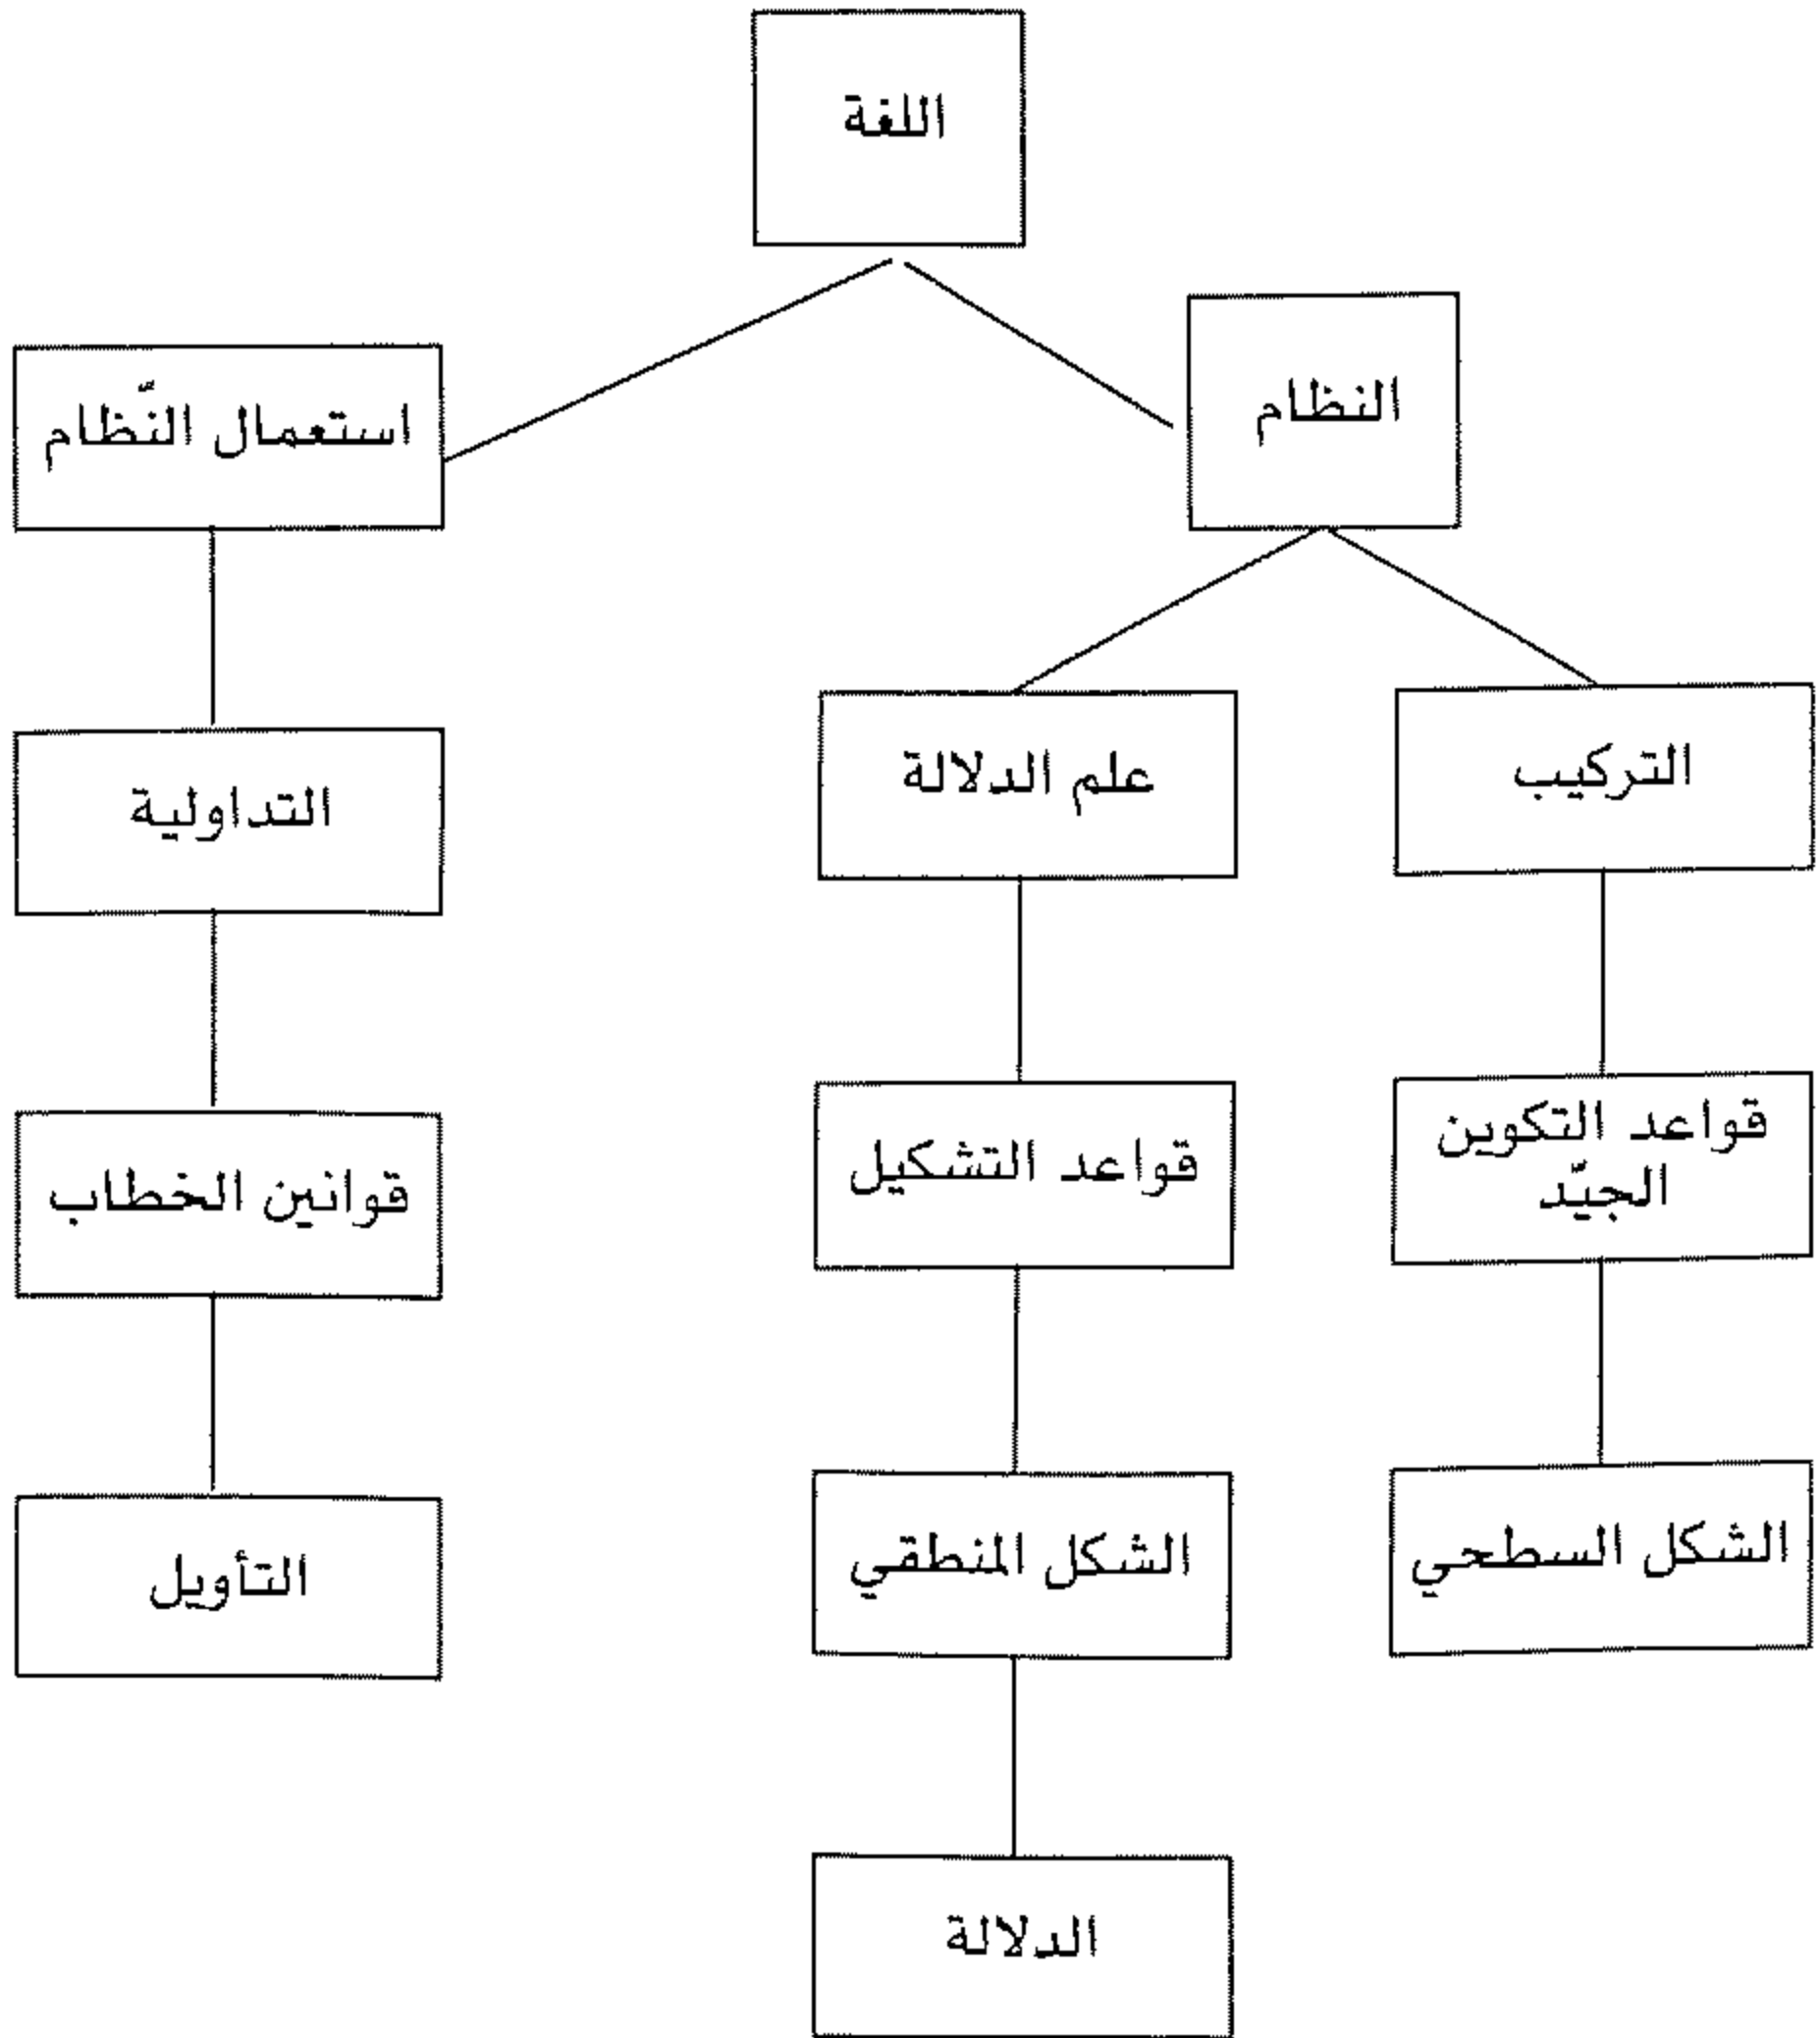 اللغة
النظام
استعمال النّظام
التركيب
علم الدلالة
التداولية
قواعد التكوين
الجيّد
قواعد التشكيل
قوانين الخطاب
الشكل السطحي
الشكل المنطقي
التأويل
الدلالة